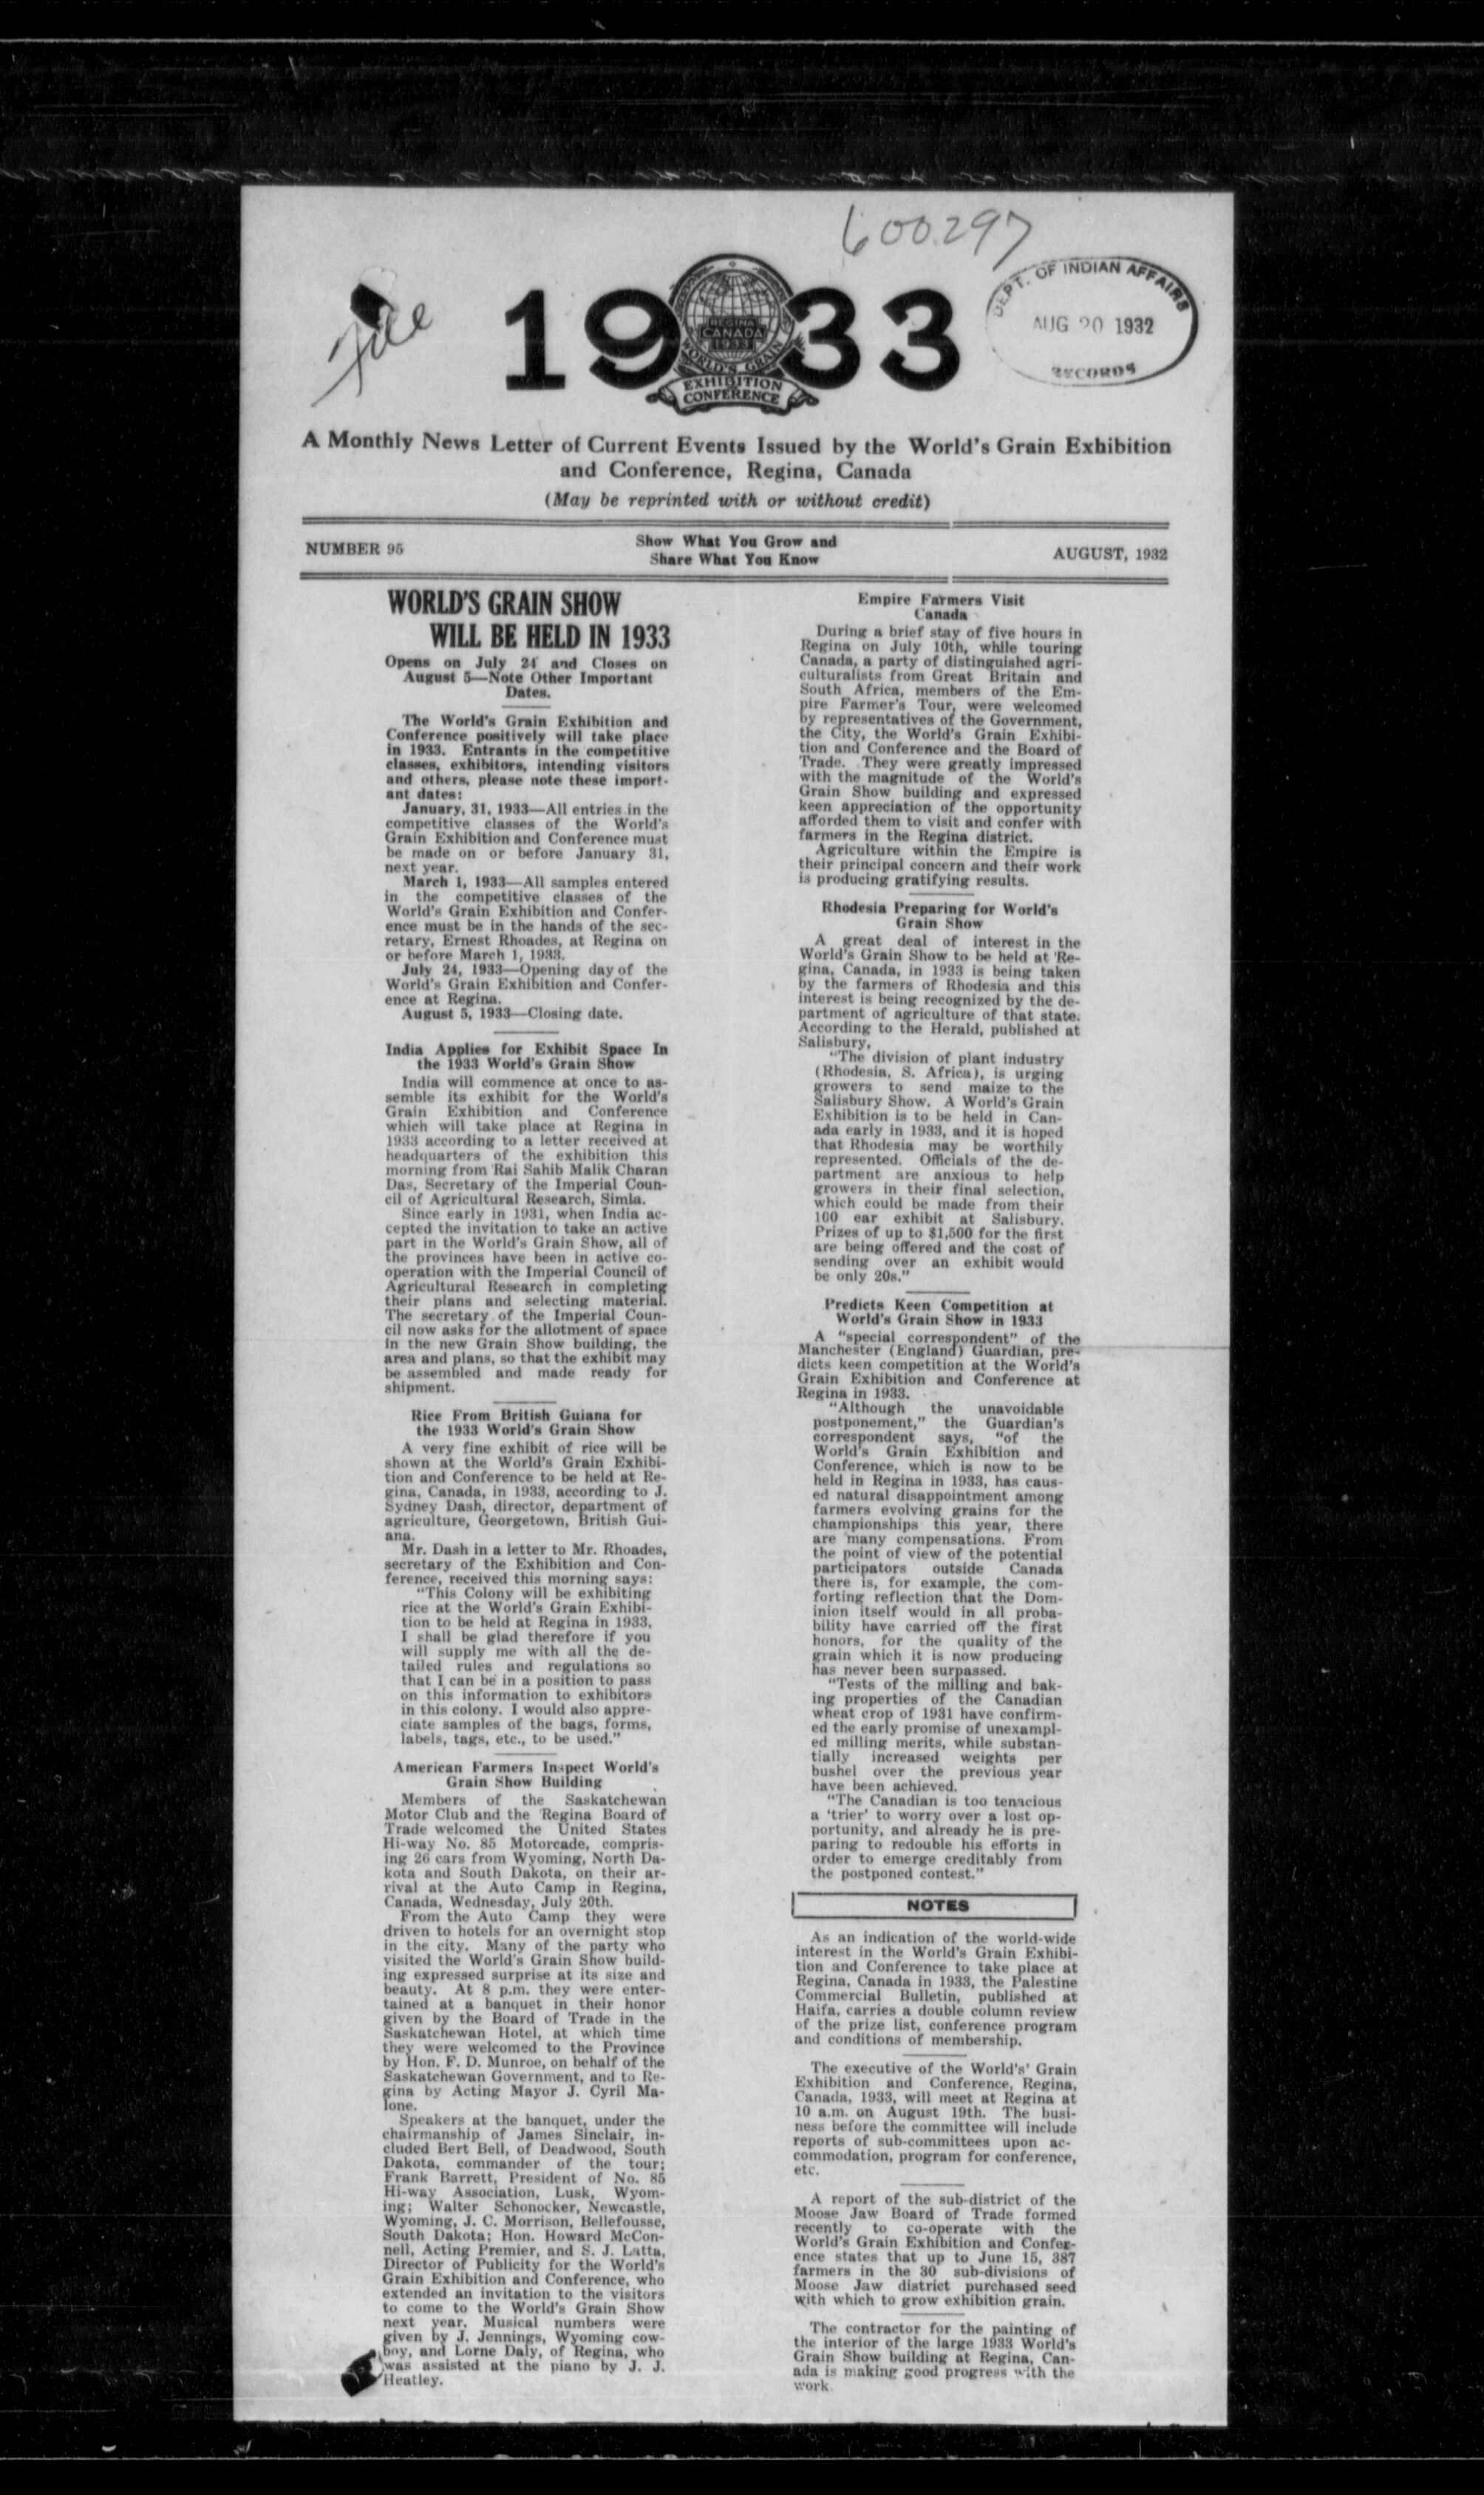 600297
File
1933
REGINA
CANADA
1933
WORLD'S GRAIN
EXHIBITION
CONFERENCE
DEPT. OF INDIAN AFFAIRS
AUG 20 1932
RECORDS
A Monthly News Letter of Current Events Issued by the World's Grain Exhibition
and Conference, Regina, Canada
(May be reprinted with or without credit)
NUMBER 95
Show What You Grow and
Share What You Know
AUGUST, 1932
WORLD'S GRAIN SHOW
WILL BE HELD IN 1933
Opens on July 24 and Closes on
August 5—Note Other Important
Dates.
The World's Grain Exhibition and
Conference positively will take place
in 1933. Entrants in the competitive
classes, exhibitors, intending visitors
and others, please note these import-
ant dates:
January, 31, 1933—All entries in the
competitive classes of the World's
Grain Exhibition and Conference must
be made on or before January 31,
next year.
March 1, 1933—All samples entered
in the competitive classes of the
World's Grain Exhibition and Confer-
ence must be in the hands of the sec-
retary, Ernest Rhoades, at Regina on
or before March 1, 1933.
July 24, 1933—Opening day of the
World's Grain Exhibition and Confer-
ence at Regina.
August 5, 1933—Closing date.
India Applies for Exhibit Space In
the 1933 World's Grain Show
India will commence at once to as-
semble its exhibit for the World's
Grain Exhibition and Conference
which will take place at Regina in
1933 according to a letter received at
headquarters of the exhibition this
morning from Rai Sahib Malik Charan
Das, Secretary of the Imperial Coun-
cil of Agricultural Research, Simla.
Since early in 1931, when India ac-
cepted the invitation to take an active
part in the World's Grain Show, all of
the provinces have been in active co-
operation with the Imperial Council of
Agricultural Research in completing
their plans and selecting material.
The secretary of the Imperial Coun-
cil now asks for the allotment of space
in the new Grain Show building, the
area and plans, so that the exhibit may
be assembled and made ready for
shipment.
Rice From British Guiana for
the 1933 World's Grain Show
A very fine exhibit of rice will be
shown at the World's Grain Exhibi-
tion and Conference to be held at Re-
gina, Canada, in 1933, according to J.
Sydney Dash, director, department of
agriculture, Georgetown, British Gui-
ana.
Mr. Dash in a letter to Mr. Rhoades,
secretary of the Exhibition and Con-
ference, received this morning says:
"This Colony will be exhibiting
rice at the World's Grain Exhibi-
tion to be held at Regina in 1933,
I shall be glad therefore if you
will supply me with all the de-
tailed rules and regulations so
that I can be in a position to pass
on this information to exhibitors
in this colony. I would also appre-
ciate samples of the bags, forms,
labels, tags, etc., to be used."
American Farmers Inspect World's
Grain Show Building
Members of the Saskatchewan
Motor Club and the Regina Board of
Trade welcomed the United States
Hi-way No. 85 Motorcade, compris-
ing 26 cars from Wyoming, North Da-
kota and South Dakota, on their ar-
rival at the Auto Camp in Regina,
Canada, Wednesday, July 20th.
From the Auto Camp they were
driven to hotels for an overnight stop
in the city. Many of the party who
visited the World's Grain Show build-
ing expressed surprise at its size and
beauty. At 8 p.m. they were enter-
tained at a banquet in their honor
given by the Board of Trade in the
Saskatchewan Hotel, at which time
they were welcomed to the Province
by Hon. F. D. Munroe, on behalf of the
Saskatchewan Government, and to Re-
gina by Acting Mayor J. Cyril Ma-
lone.
Speakers at the banquet, under the
chairmanship of James Sinclair, in-
cluded Bert Bell, of Deadwood, South
Dakota, commander of the tour;
Frank Barrett, President of No. 85
Hi-way Association, Lusk, Wyom-
ing; Walter Schonocker, Newcastle,
Wyoming, J. C. Morrison, Bellefousse,
South Dakota; Hon. Howard McCon-
nell, Acting Premier, and S. J. Latta,
Director of Publicity for the World's
Grain Exhibition and Conference, who
extended an invitation to the visitors
to come to the World's Grain Show
next year. Musical numbers were
given by J. Jennings, Wyoming cow-
boy, and Lorne Daly, of Regina, who
was assisted at the piano by J. J.
Heatley.
Empire Farmers Visit
Canada
During a brief stay of five hours in
Regina on July 10th, while touring
Canada, a party of distinguished agri-
culturalists from Great Britain and
South Africa, members of the Em-
pire Farmer's Tour, were welcomed
by representatives of the Government,
the City, the World's Grain Exhibi-
tion and Conference and the Board of
Trade. They were greatly impressed
with the magnitude of the World's
Grain Show building and expressed
keen appreciation of the opportunity
afforded them to visit and confer with
farmers in the Regina district.
Agriculture within the Empire is
their principal concern and their work
is producing gratifying results.
Rhodesia Preparing for World's
Grain Show
A great deal of interest in the
World's Grain Show to be held at Re-
gina, Canada, in 1933 is being taken
by the farmers of Rhodesia and this
interest is being recognized by the de-
partment of agriculture of that state.
According to the Herald, published at
Salisbury,
"The division of plant industry
(Rhodesia, S. Africa), is urging
growers to send maize to the
Salisbury Show. A World's Grain
Exhibition is to be held in Can-
ada early in 1933, and it is hoped
that Rhodesia may be worthily
represented. Officials of the de-
partment are anxious to help
growers in their final selection,
which could be made from their
100 ear exhibit at Salisbury.
Prizes of up to $1,500 for the first
are being offered and the cost of
sending over an exhibit would
be only 20s."
Predicts Keen Competition at
World's Grain Show in 1933
A "special correspondent" of the
Manchester (England) Guardian, pre-
dicts keen competition at the World's
Grain Exhibition and Conference at
Regina in 1933.
"Although the unavoidable
postponement," the Guardian's
correspondent says, "of the
World's Grain Exhibition and
Conference, which is now to be
held in Regina in 1933, has caus-
ed natural disappointment among
farmers evolving grains for the
championships this year, there
are many compensations. From
the point of view of the potential
participators outside Canada
there is, for example, the com-
forting reflection that the Dom-
inion itself would in all proba-
bility have carried off the first
honors, for the quality of the
grain which it is now producing
has never been surpassed.
"Tests of the milling and bak-
ing properties of the Canadian
wheat crop of 1931 have confirm-
ed the early promise of unexampl-
ed milling merits, while substan-
tially increased weights per
bushel over the previous year
have been achieved.
"The Canadian is too tenacious
a 'trier' to worry over a lost op-
portunity, and already he is pre-
paring to redouble his efforts in
order to emerge creditably from
the postponed contest."
NOTES
As an indication of the world-wide
interest in the World's Grain Exhibi-
tion and Conference to take place at
Regina, Canada in 1933, the Palestine
Commercial Bulletin, published at
Haifa, carries a double column review
of the prize list, conference program
and conditions of membership.
The executive of the World's' Grain
Exhibition and Conference, Regina,
Canada, 1933, will meet at Regina at
10 a.m. on August 19th. The busi-
ness before the committee will include
reports of sub-committees upon ac-
commodation, program for conference,
etc.
A report of the sub-district of the
Moose Jaw Board of Trade formed
recently to co-operate with the
World's Grain Exhibition and Confer-
ence states that up to June 15, 387
farmers in the 30 sub-divisions of
Moose Jaw district purchased seed
with which to grow exhibition grain.
The contractor for the painting of
the interior of the large 1933 World's
Grain Show building at Regina, Can-
ada is making good progress with the
work.